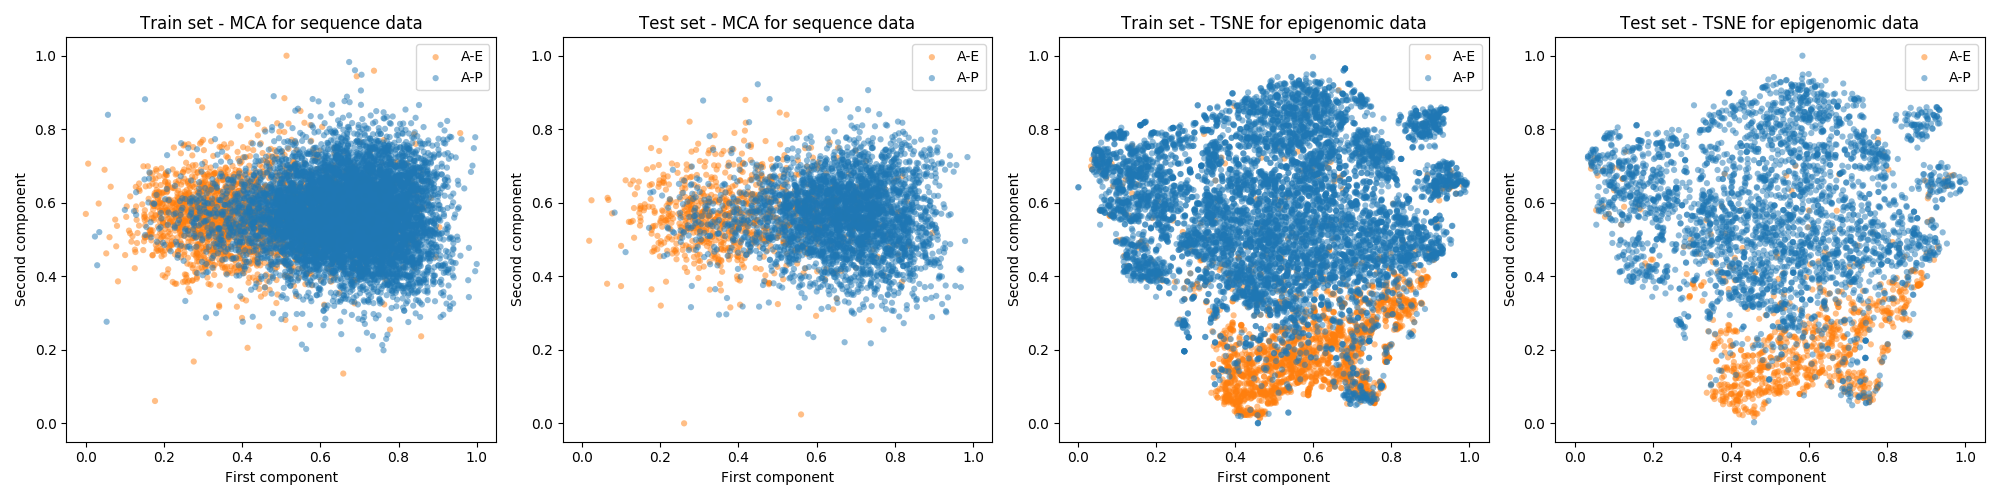 Train set - MCA for sequence data
A-E
A-P
1.0
0.8
0.6
0.4
0.2
0.0
Second component
0.0 0.2 0.4 0.6 0.8 1.0
First component
Test set - MCA for sequence data
A-E
A-P
1.0
0.8
0.6
0.4
0.2
0.0
Second component
0.0 0.2 0.4 0.6 0.8 1.0
First component
Train set - TSNE for epigenomic data
A-E
A-P
1.0
0.8
0.6
0.4
0.2
0.0
Second component
0.0 0.2 0.4 0.6 0.8 1.0
First component
Test set - TSNE for epigenomic data
A-E
A-P
1.0
0.8
0.6
0.4
0.2
0.0
Second component
0.0 0.2 0.4 0.6 0.8 1.0
First component